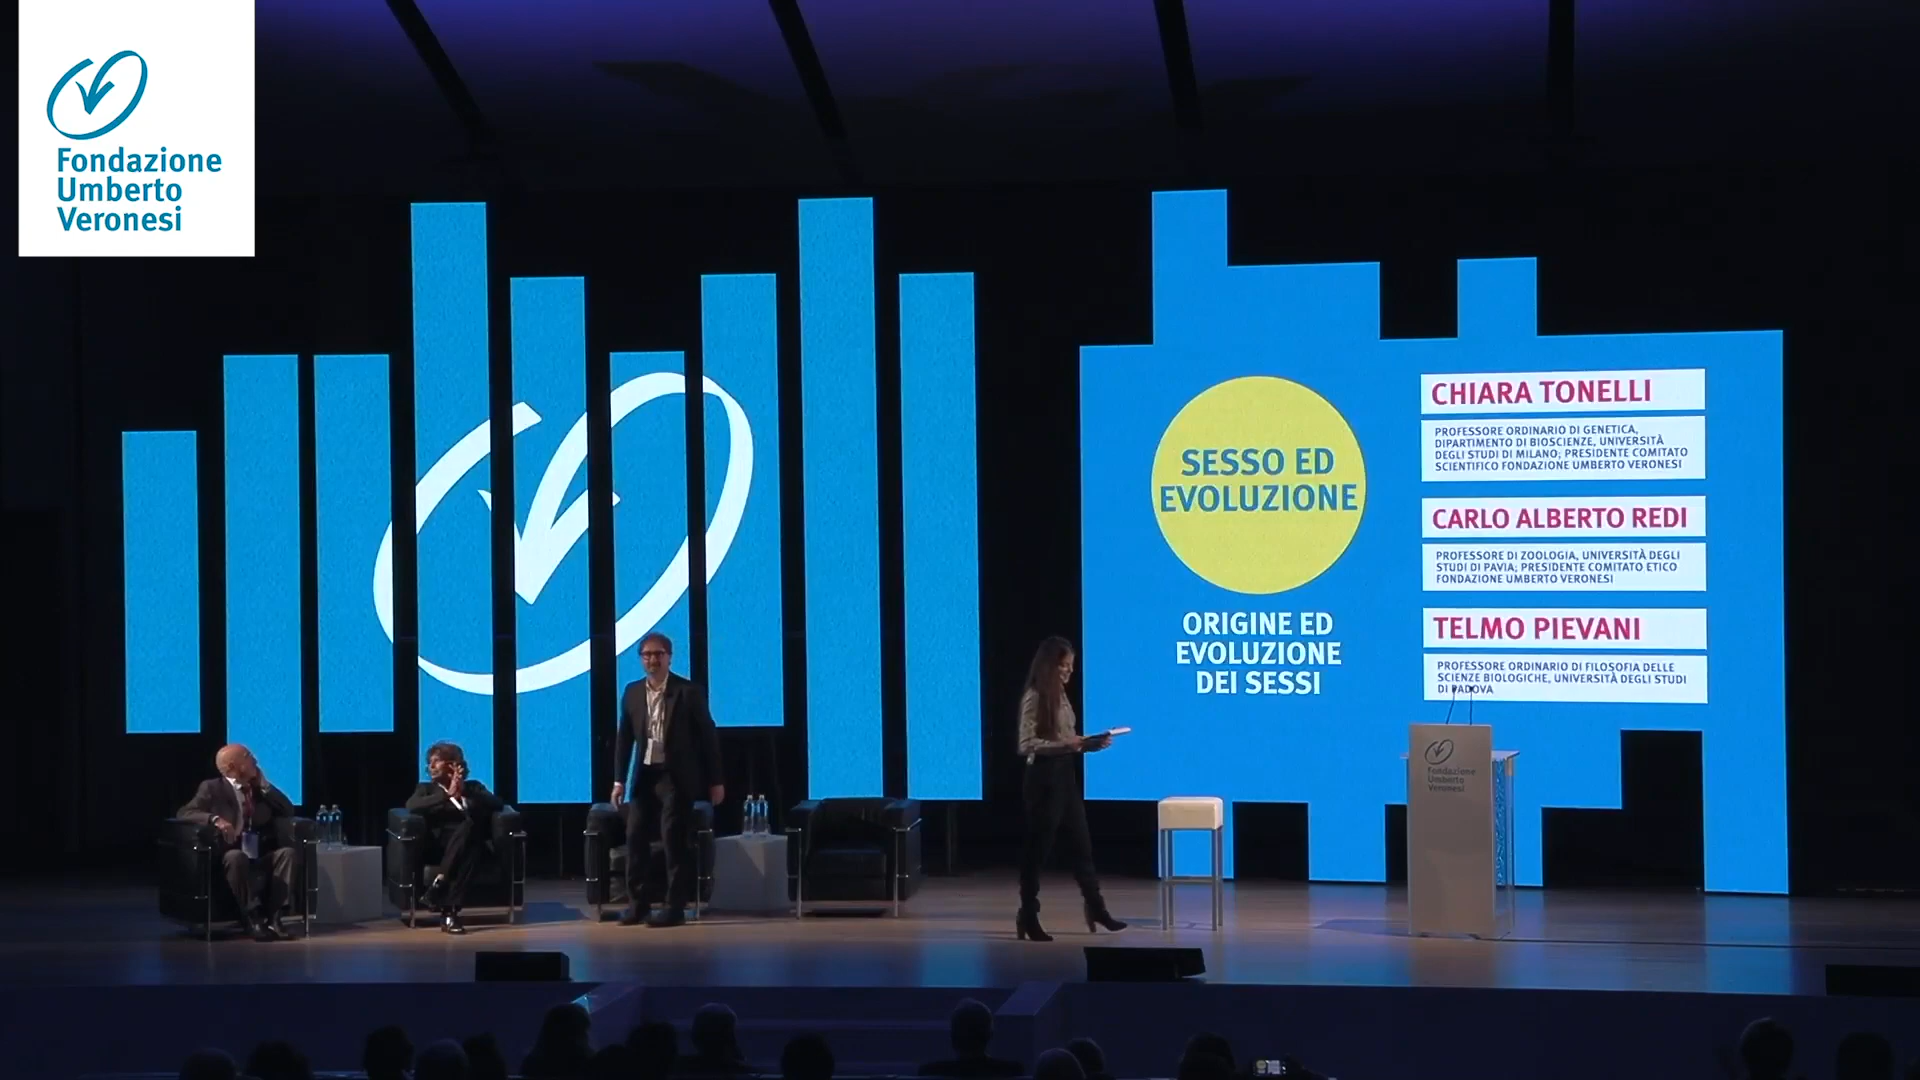 Fondazione
Umberto
Veronesi
SESSO ED
EVOLUZIONE
ORIGINE ED
EVOLUZIONE
DEI SESSI
CHIARA TONELLI
PROFESSORE ORDINARIO DI GENETICA,
DIPARTIMENTO DI BIOSCIENZE, UNIVERSITÀ
DEGLI STUDI DI MILANO; PRESIDENTE COMITATO
SCIENTIFICO FONDAZIONE UMBERTO VERONESI
CARLO ALBERTO REDI
PROFESSORE DI ZOOLOGIA, UNIVERSITÀ DEGLI
STUDI DI PAVIA; PRESIDENTE COMITATO ETICO
FONDAZIONE UMBERTO VERONESI
TELMO PIEVANI
PROFESSORE ORDINARIO DI FILOSOFIA DELLE
SCIENZE BIOLOGICHE, UNIVERSITÀ DEGLI STUDI
DI PADOVA
Fondazione
Umberto
Veronesi